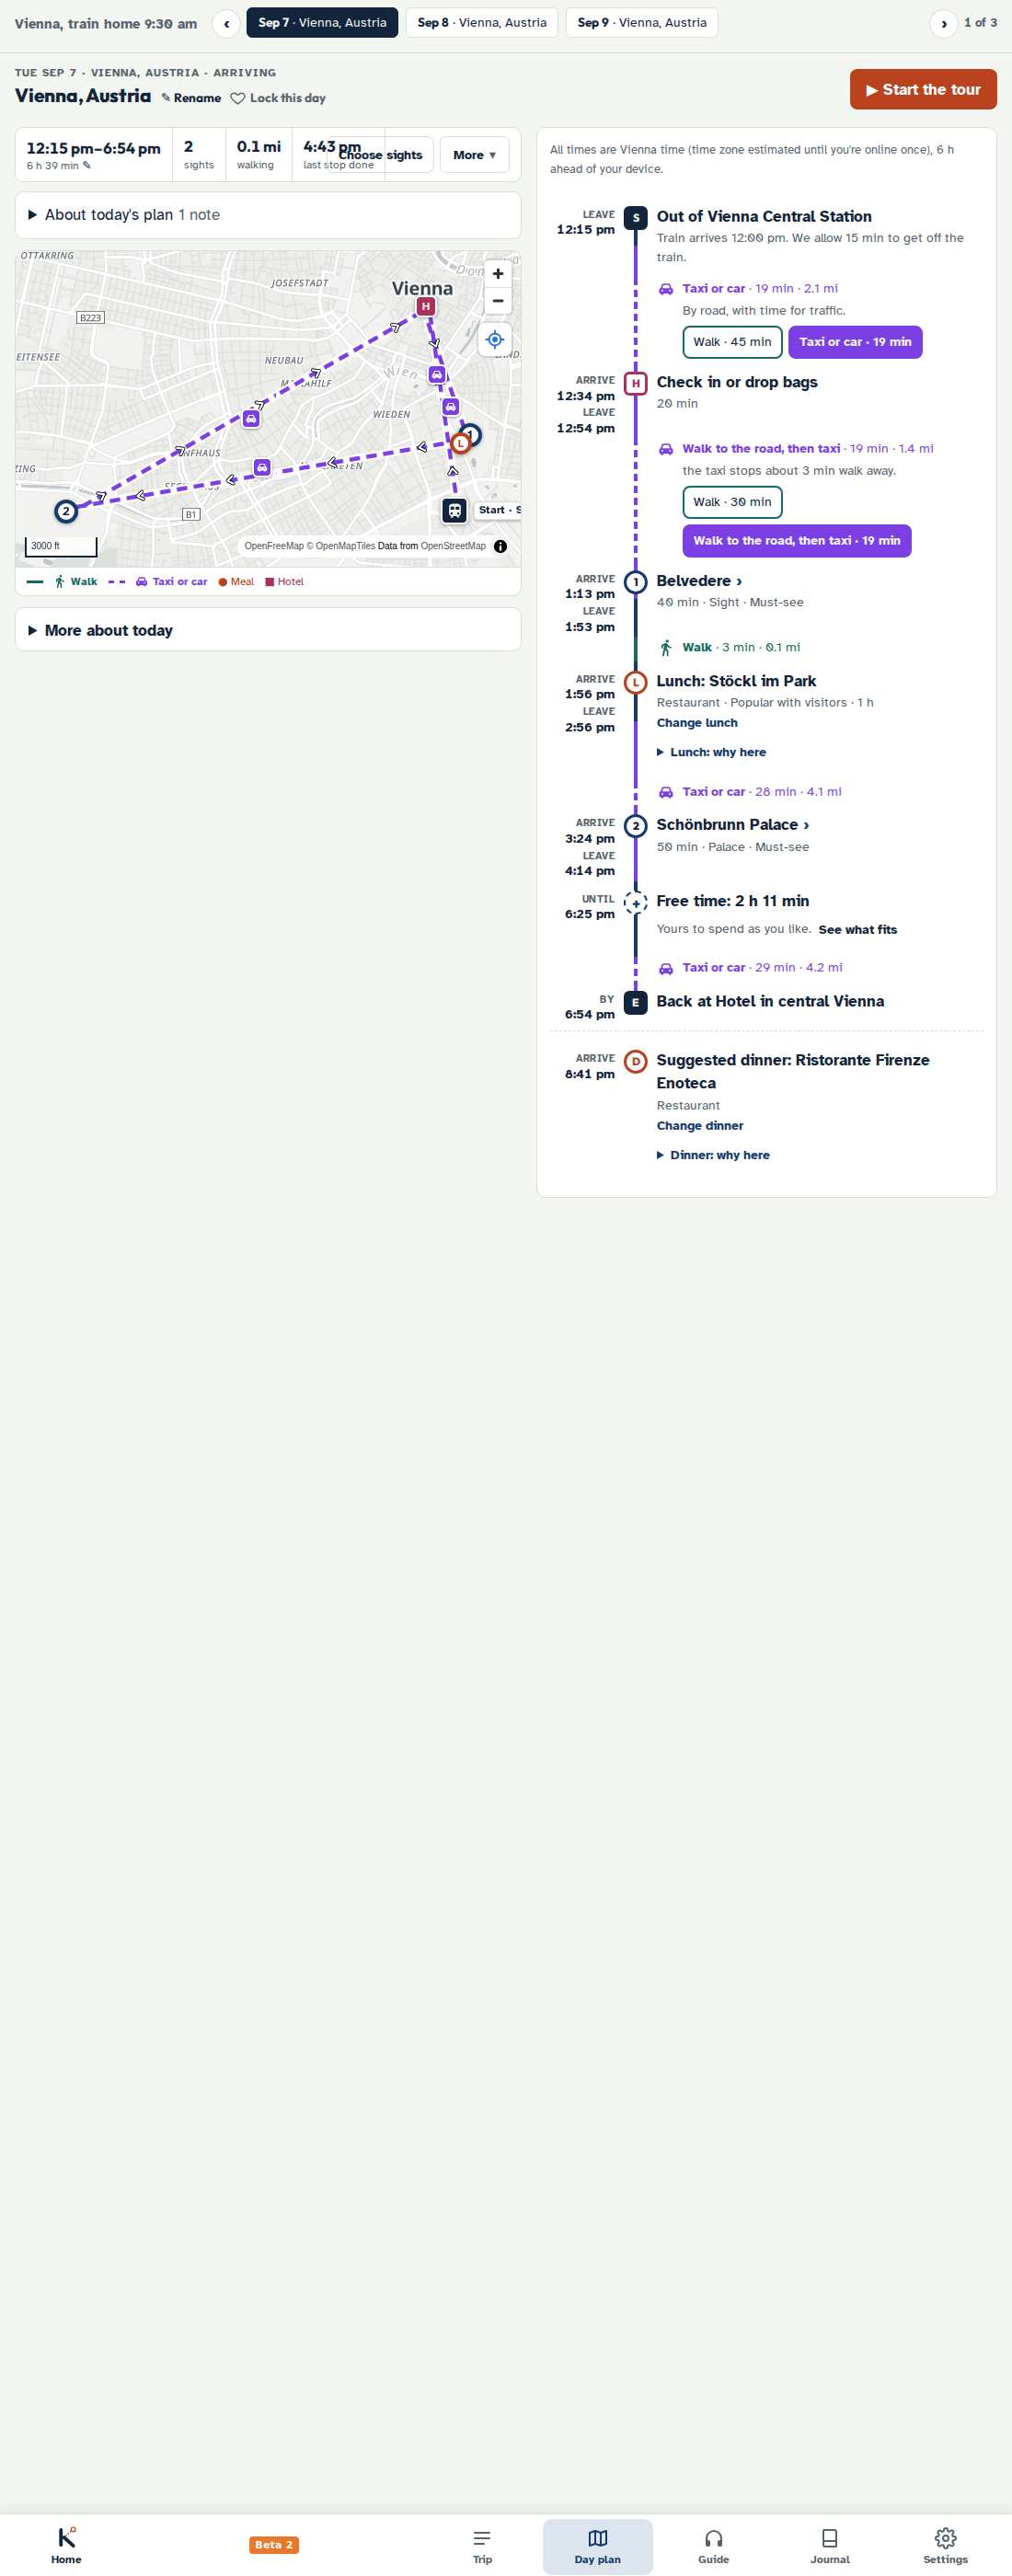 Vienna, train home 9:30 am
‹
Sep 7 · Vienna, Austria
Sep 8 · Vienna, Austria
Sep 9 · Vienna, Austria
›
1 of 3
TUE SEP 7 · VIENNA, AUSTRIA · ARRIVING
Vienna, Austria ✎ Rename Lock this day
▶ Start the tour
12:15 pm–6:54 pm
6 h 39 min ✎
2
sights
0.1 mi
walking
4:43 pm
last stop done
Choose sights
More ▾
▶ About today's plan 1 note
OTTAKRING
JOSEFSTADT
Vienna
B223
H
NEUBAU
WIEDEN
Wien
1
L
2
B1
Start · S
3000 ft
OpenFreeMap © OpenMapTiles Data from OpenStreetMap
Walk
Taxi or car
Meal
Hotel
▶ More about today
All times are Vienna time (time zone estimated until you're online once), 6 h
ahead of your device.
LEAVE
12:15 pm
S
Out of Vienna Central Station
Train arrives 12:00 pm. We allow 15 min to get off the
train.
Taxi or car · 19 min · 2.1 mi
By road, with time for traffic.
Walk · 45 min
Taxi or car · 19 min
ARRIVE
12:34 pm
LEAVE
12:54 pm
H
Check in or drop bags
20 min
Walk to the road, then taxi · 19 min · 1.4 mi
the taxi stops about 3 min walk away.
Walk · 30 min
Walk to the road, then taxi · 19 min
ARRIVE
1:13 pm
LEAVE
1:53 pm
1
Belvedere ›
40 min · Sight · Must-see
Walk · 3 min · 0.1 mi
ARRIVE
1:56 pm
LEAVE
2:56 pm
L
Lunch: Stöckl im Park
Restaurant · Popular with visitors · 1 h
Change lunch
▶ Lunch: why here
Taxi or car · 28 min · 4.1 mi
ARRIVE
3:24 pm
LEAVE
4:14 pm
2
Schönbrunn Palace ›
50 min · Palace · Must-see
UNTIL
6:25 pm
+
Free time: 2 h 11 min
Yours to spend as you like. See what fits
Taxi or car · 29 min · 4.2 mi
BY
6:54 pm
E
Back at Hotel in central Vienna
ARRIVE
8:41 pm
D
Suggested dinner: Ristorante Firenze
Enoteca
Restaurant
Change dinner
▶ Dinner: why here
Home
Beta 2
Trip
Day plan
Guide
Journal
Settings